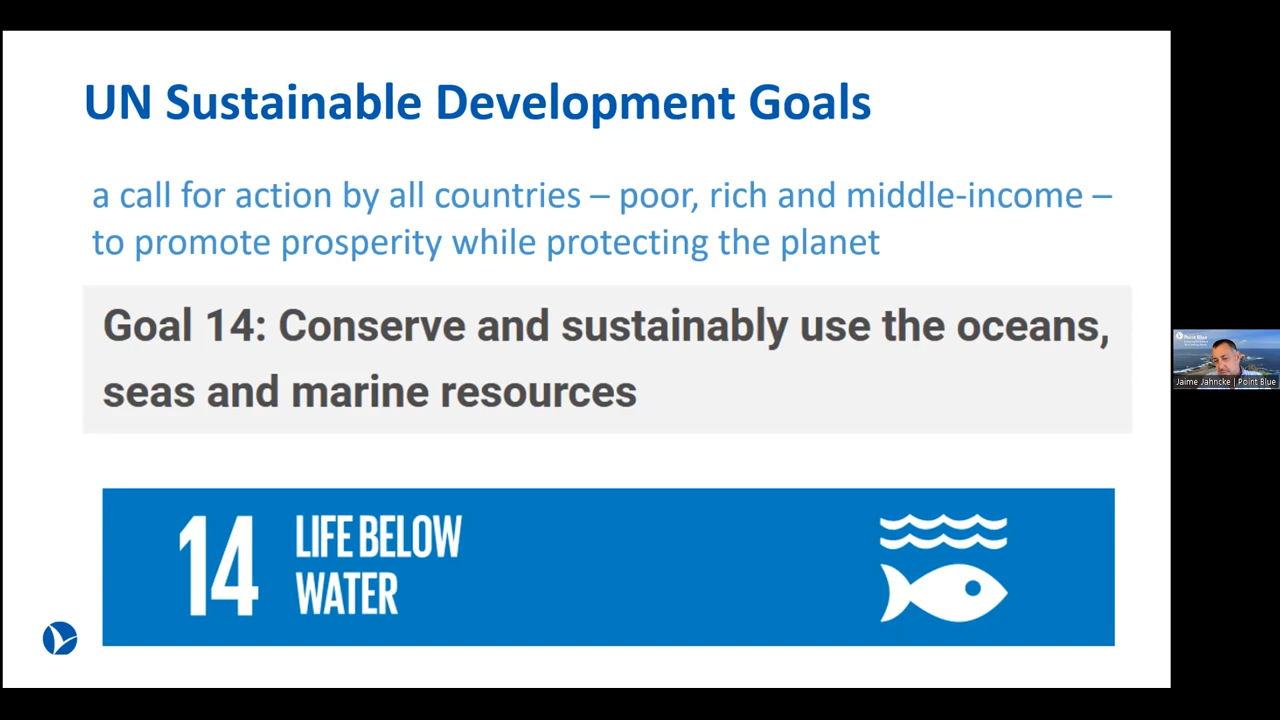 UN Sustainable Development Goals
a call for action by all countries – poor, rich and middle-income –
to promote prosperity while protecting the planet
Goal 14: Conserve and sustainably use the oceans,
seas and marine resources
14 LIFE BELOW
WATER
Point Blue
Jaime Jahncke | Point Blue